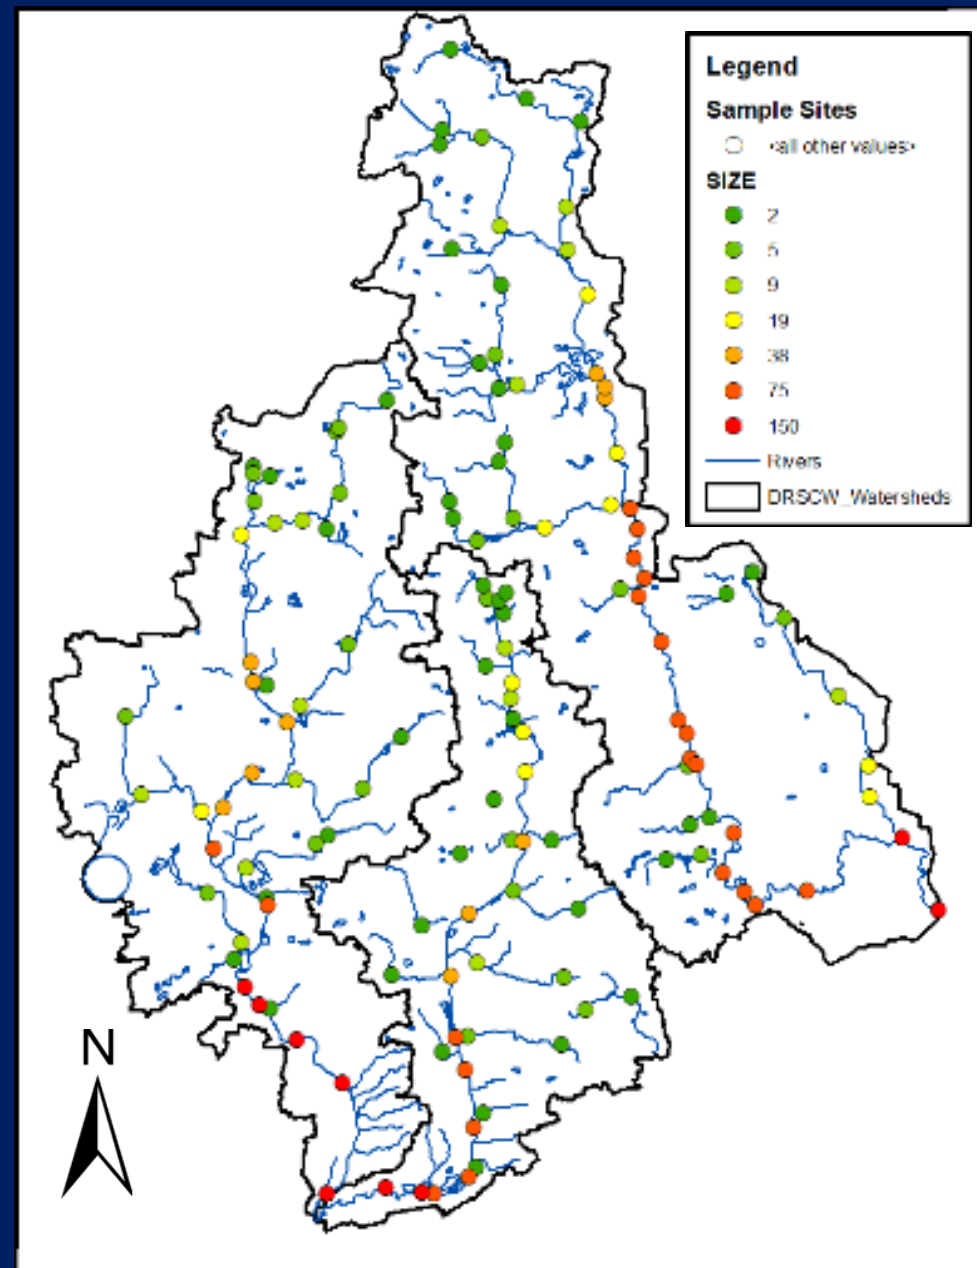 Legend
Sample Sites
<all other values>
SIZE
2
5
9
19
38
75
150
Rivers
DRSCW_Watersheds
N